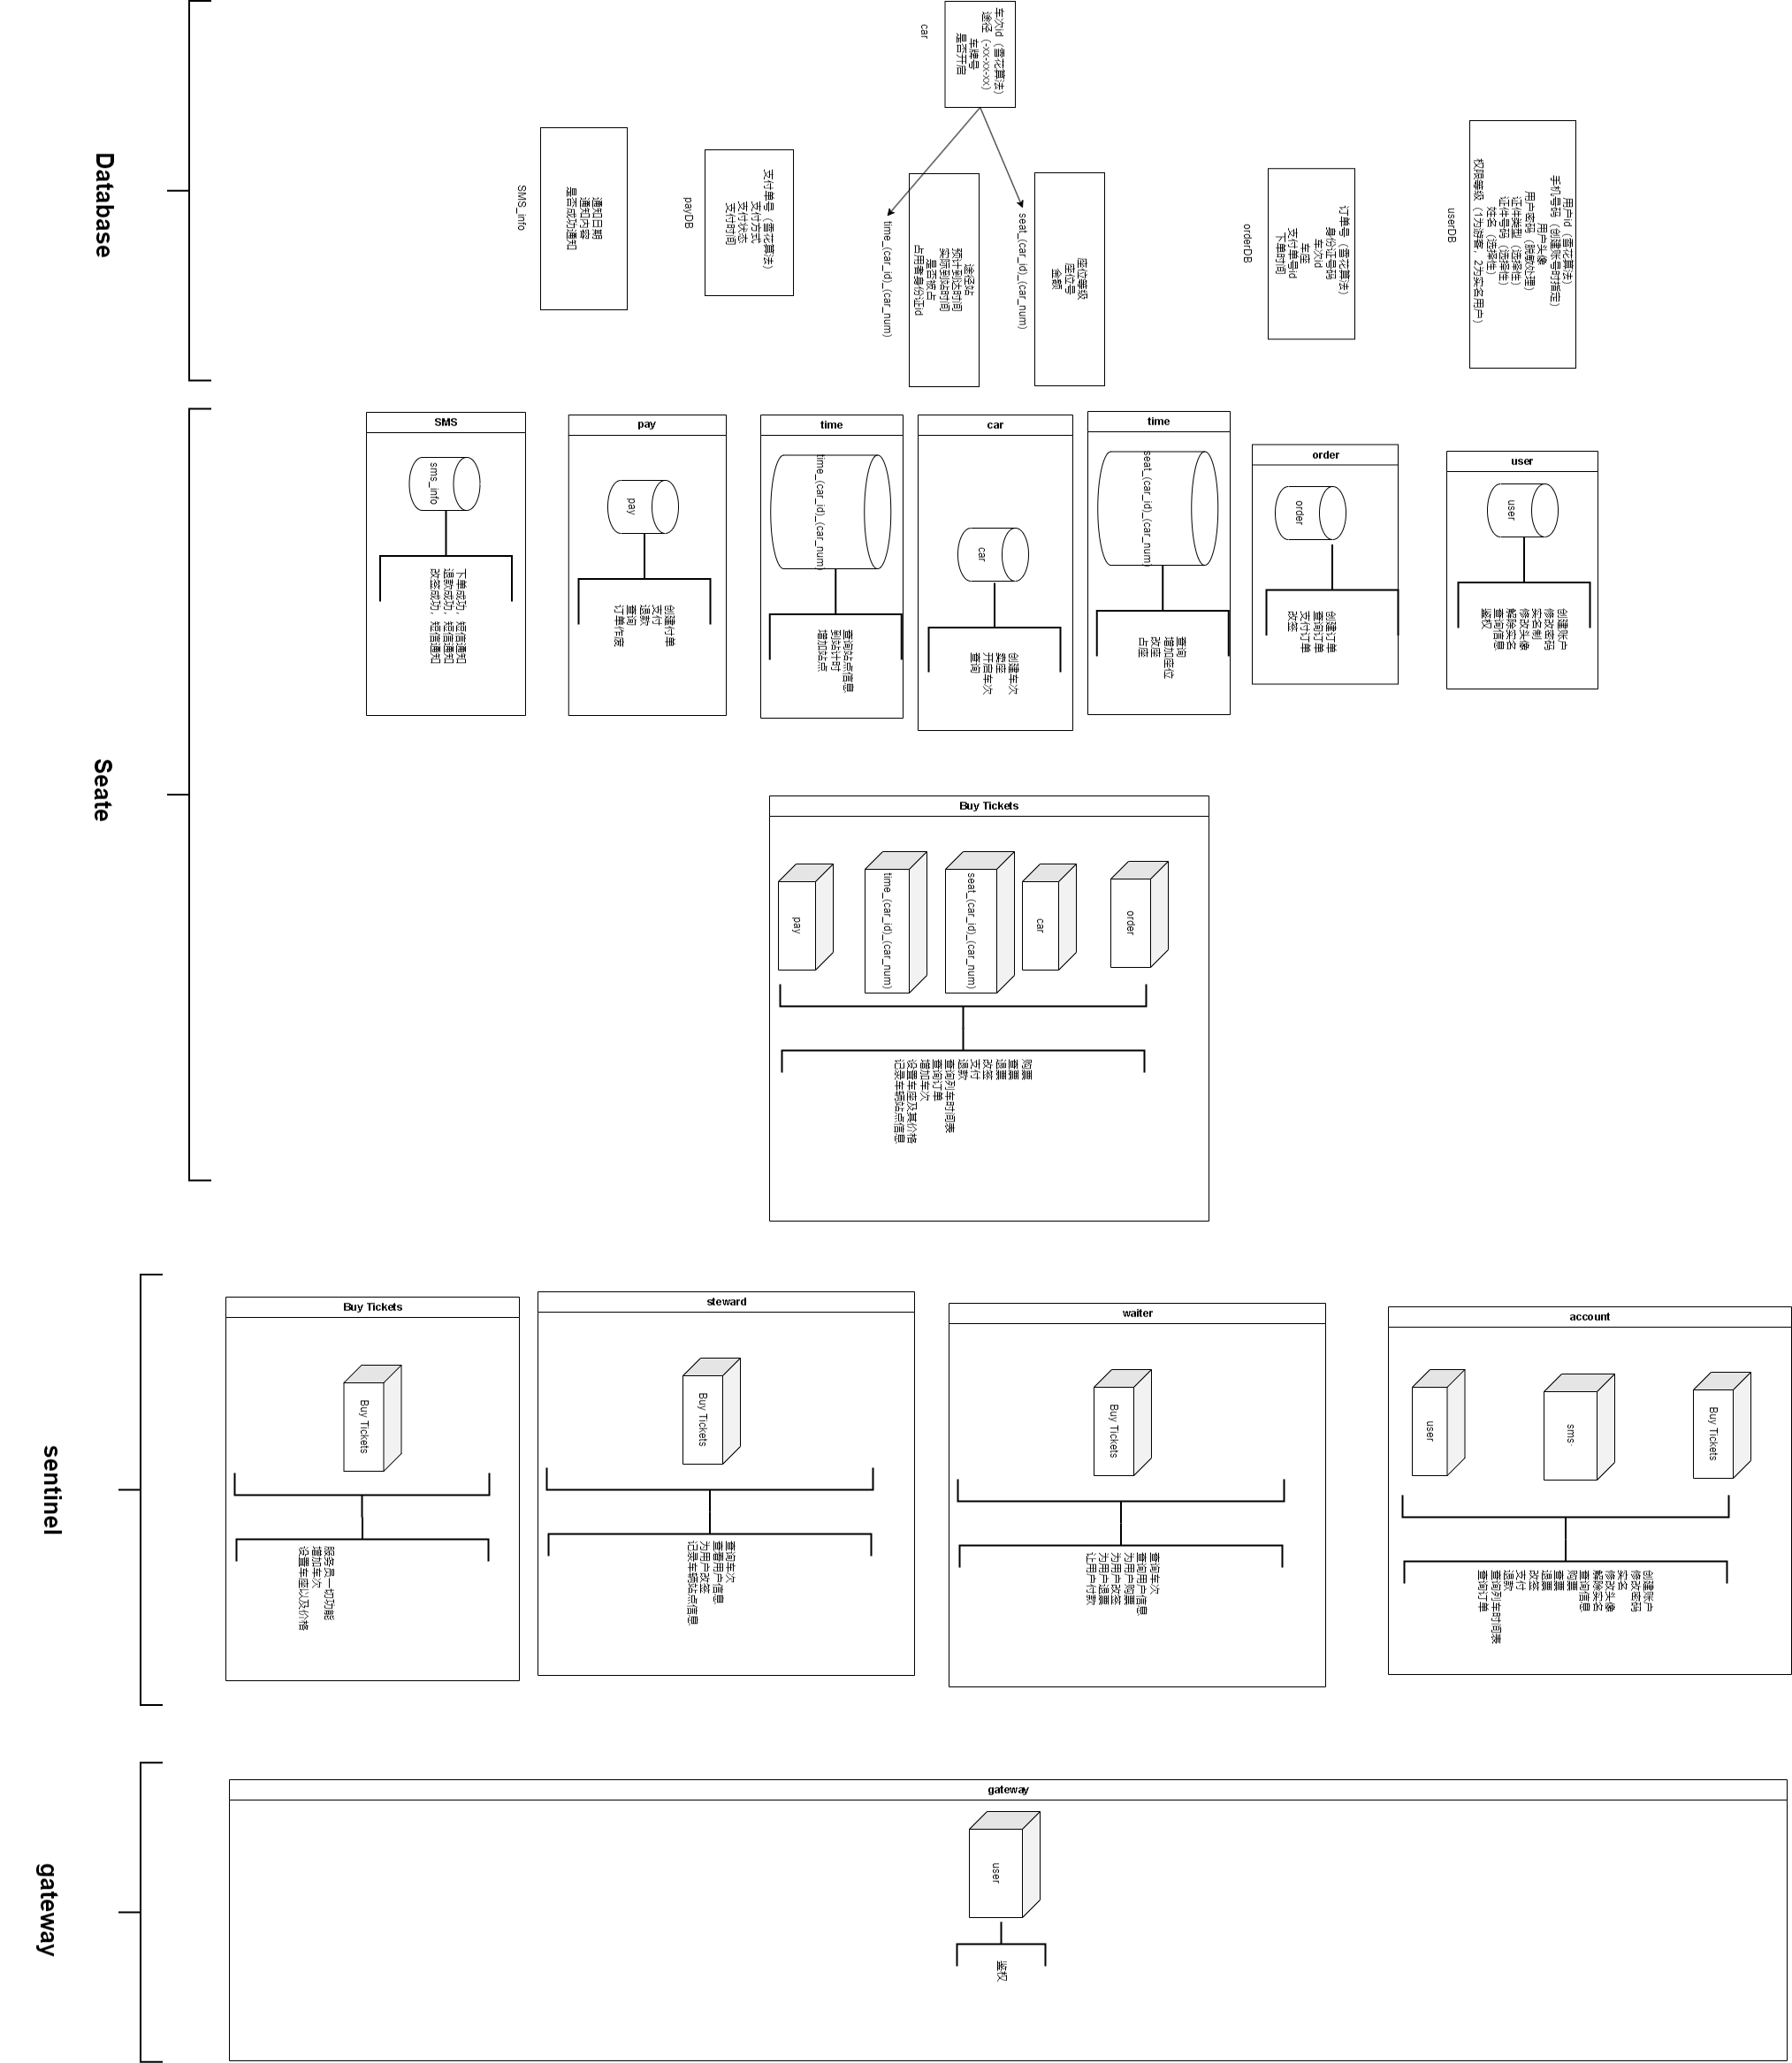 Database
车次id（雪花算法）
途径（-xx-xx-xx）
车牌号
是否开启
car
用户id（雪花算法）
用户头像
手机号码（创建账号时指定）
用户密码（脱敏处理）
证件类型（选择性）
证件号码（选择性）
姓名（选择性）
权限等级（1为游客，2为实名用户）
userDB
订单号（雪花算法）
身份证号码
车次id
车座
支付单号id
下单时间
orderDB
座位等级
座位号
金额
seat_(car_id)_(car_num)
途径站
预计到达时间
实际到站时间
是否被占
占用者身份证id
time_(car_id)_(car_num)
支付单号（雪花算法）
支付方式
支付状态
支付时间
payDB
通知日期
通知内容
是否成功通知
SMS_info
Seate
SMS
sms_info
下单成功，短信通知
退款成功，短信通知
改签成功，短信通知
pay
pay
创建付单
支付
退款
查询
订单作废
time
time_(car_id)_(car_num)
查询站点信息
到站计时
增加站点
car
car
创建车次
售座
开启车次
查询
time
seat_(car_id)_(car_num)
查询
增加座位
改座
占座
order
order
创建订单
查询订单
支付订单
改签
user
user
创建账户
修改密码
实名制
修改头像
解除实名
查询信息
鉴权
Buy Tickets
order
car
seat_(car_id)_(car_num)
time_(car_id)_(car_num)
pay
购票
查票
退票
改签
支付
退款
查询列车时间表
查询订单
增加车次
设置车座及其价格
记录车辆站点信息
sentinel
Buy Tickets
Buy Tickets
服务员一切功能
增加车次
设置车座以及价格
steward
Buy Tickets
查询车次
查看用户信息
为用户改签
记录车辆站点信息
waiter
Buy Tickets
查询车次
查询用户信息
为用户购票
为用户改签
为用户退票
让用户付款
account
Buy Tickets
sms·
user
创建账户
修改密码
实名
修改头像
解除实名
查询信息
购票
查票
退票
改签
支付
退款
查询列车时间表
查询订单
gateway
gateway
user
鉴权